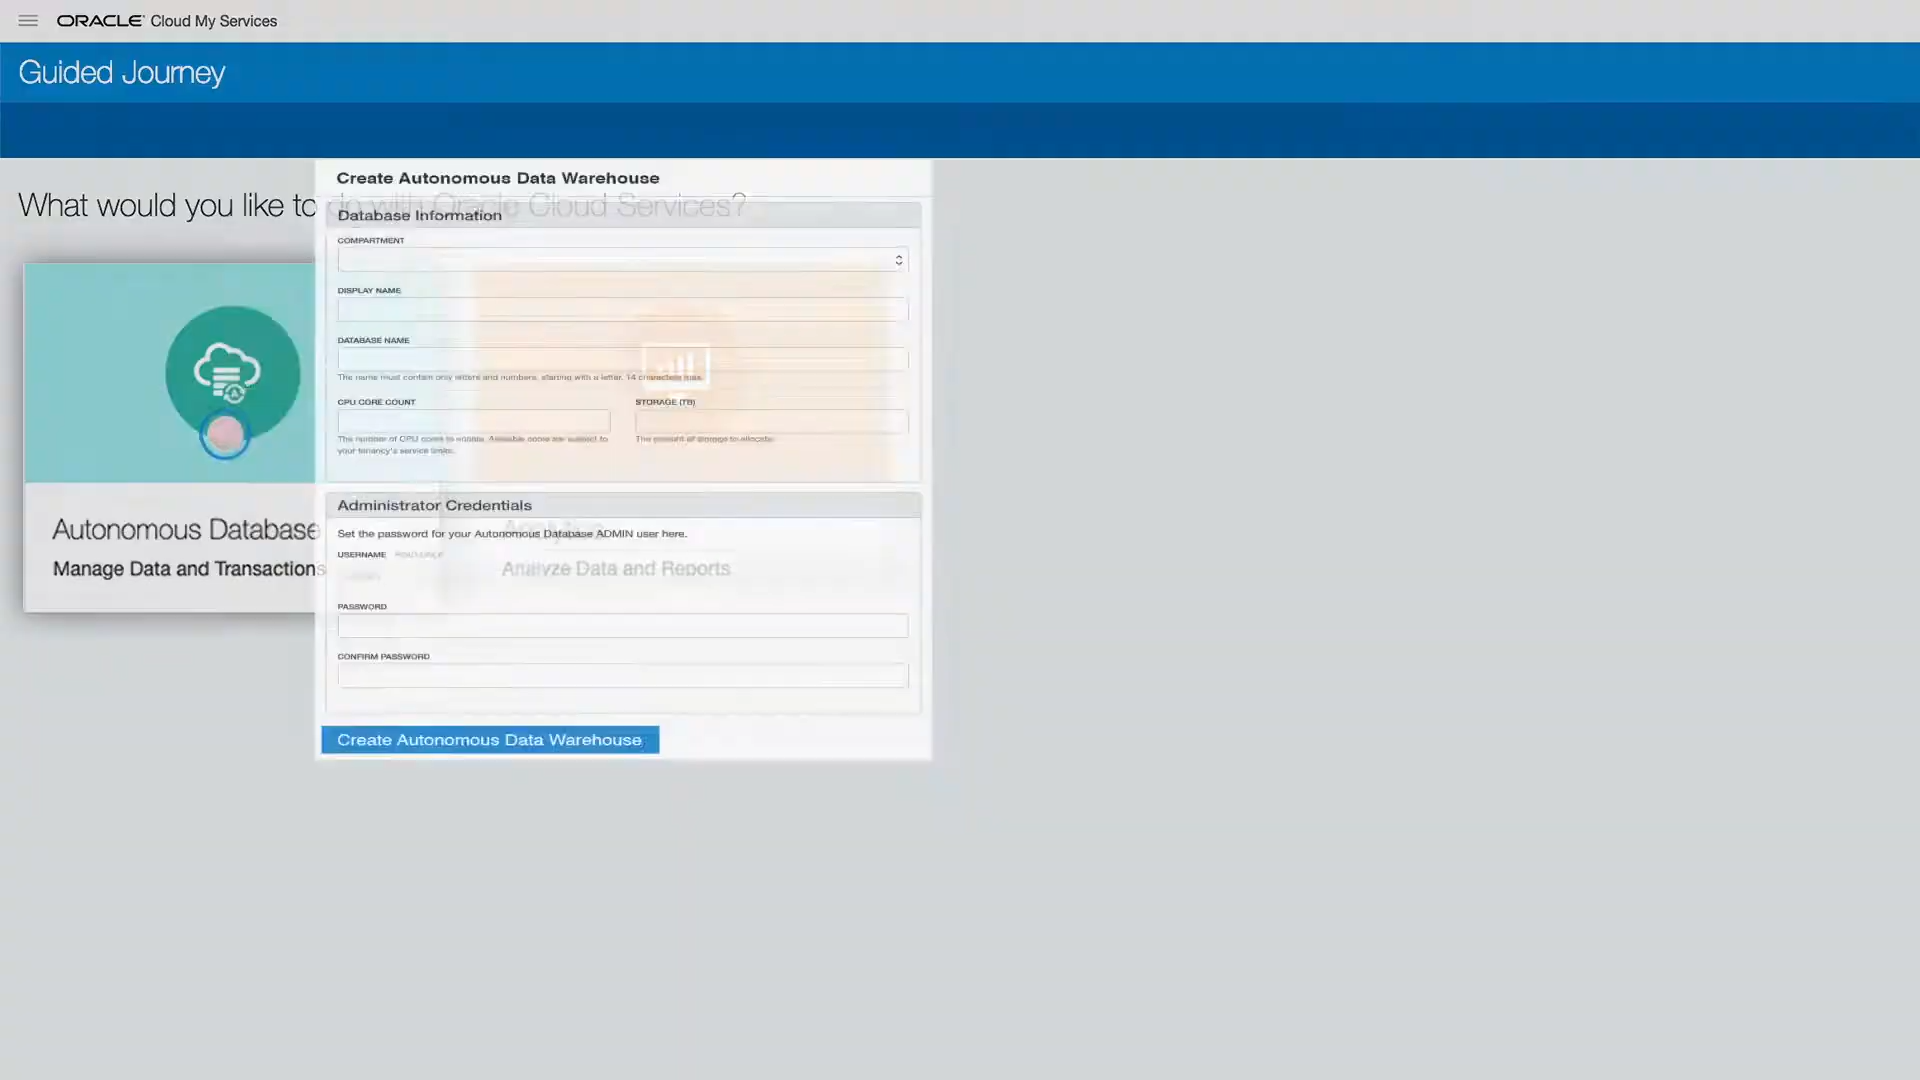 ORACLE Cloud My Services
Guided Journey
What would you like to do with Oracle Cloud Services?
Create Autonomous Data Warehouse
Database Information
COMPARTMENT
DISPLAY NAME
DATABASE NAME
The name must contain only letters and numbers, starting with a letter. 14 characters max.
CPU CORE COUNT
STORAGE (TB)
The number of CPU cores to enable. Available cores are subject to
your tenancy's service limits.
The amount of storage to allocate.
Autonomous Database
Manage Data and Transactions
Analyze Data and Reports
Administrator Credentials
Set the password for your Autonomous Database ADMIN user here.
USERNAME
PASSWORD
CONFIRM PASSWORD
Create Autonomous Data Warehouse